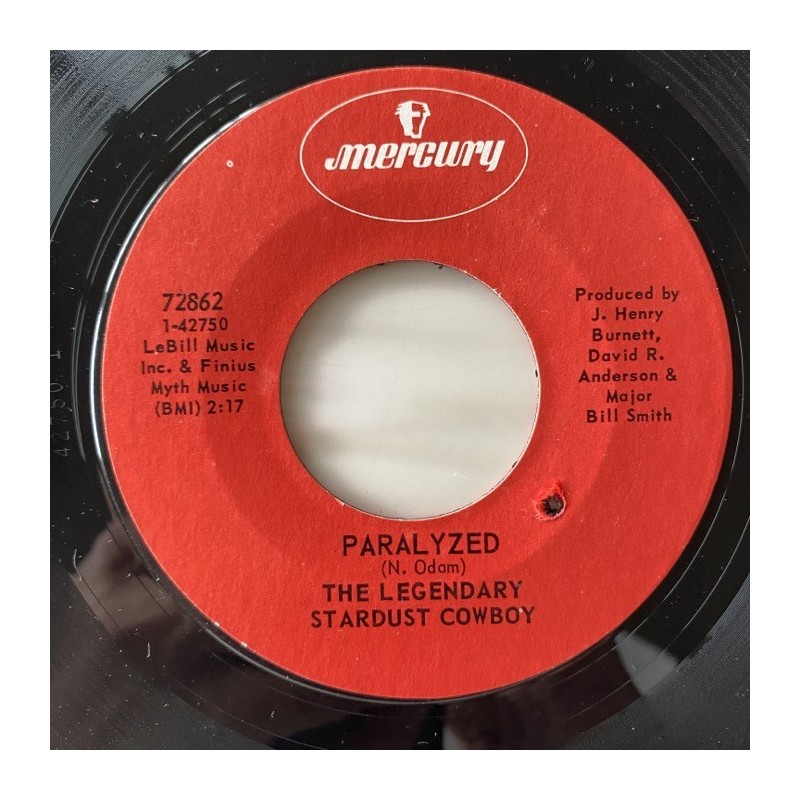 mercury
72862
1-42750
LeBill Music
Inc. & Finius
Myth Music
(BMI) 2:17
Produced by
J. Henry
Burnett,
David R.
Anderson &
Major
Bill Smith
PARALYZED
(N. Odam)
THE LEGENDARY
STARDUST COWBOY